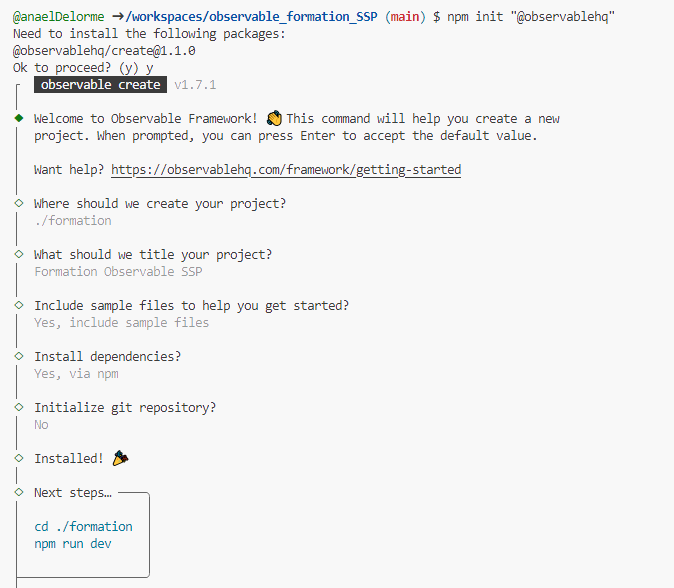 @anaelDelorme ➜/workspaces/observable_formation_SSP (main) $ npm init "@observablehq"
Need to install the following packages:
@observablehq/create@1.1.0
Ok to proceed? (y) y
observable create v1.7.1
Welcome to Observable Framework! 👋 This command will help you create a new
project. When prompted, you can press Enter to accept the default value.
Want help? https://observablehq.com/framework/getting-started
Where should we create your project?
./formation
What should we title your project?
Formation Observable SSP
Include sample files to help you get started?
Yes, include sample files
Install dependencies?
Yes, via npm
Initialize git repository?
No
Installed! 🎉
Next steps…
cd ./formation
npm run dev